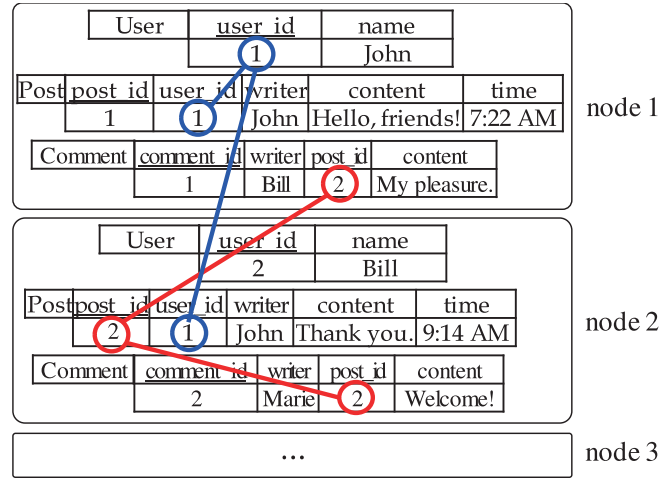 User user_id name
1 John
Post post_id user_id writer content time
1 1 John Hello, friends! 7:22 AM
node 1
Comment comment_id writer post_id content
1 Bill 2 My pleasure.
User user_id name
2 Bill
Post post_id user_id writer content time
2 1 John Thank you. 9:14 AM
node 2
Comment comment_id writer post_id content
2 Marie 2 Welcome!
... node 3